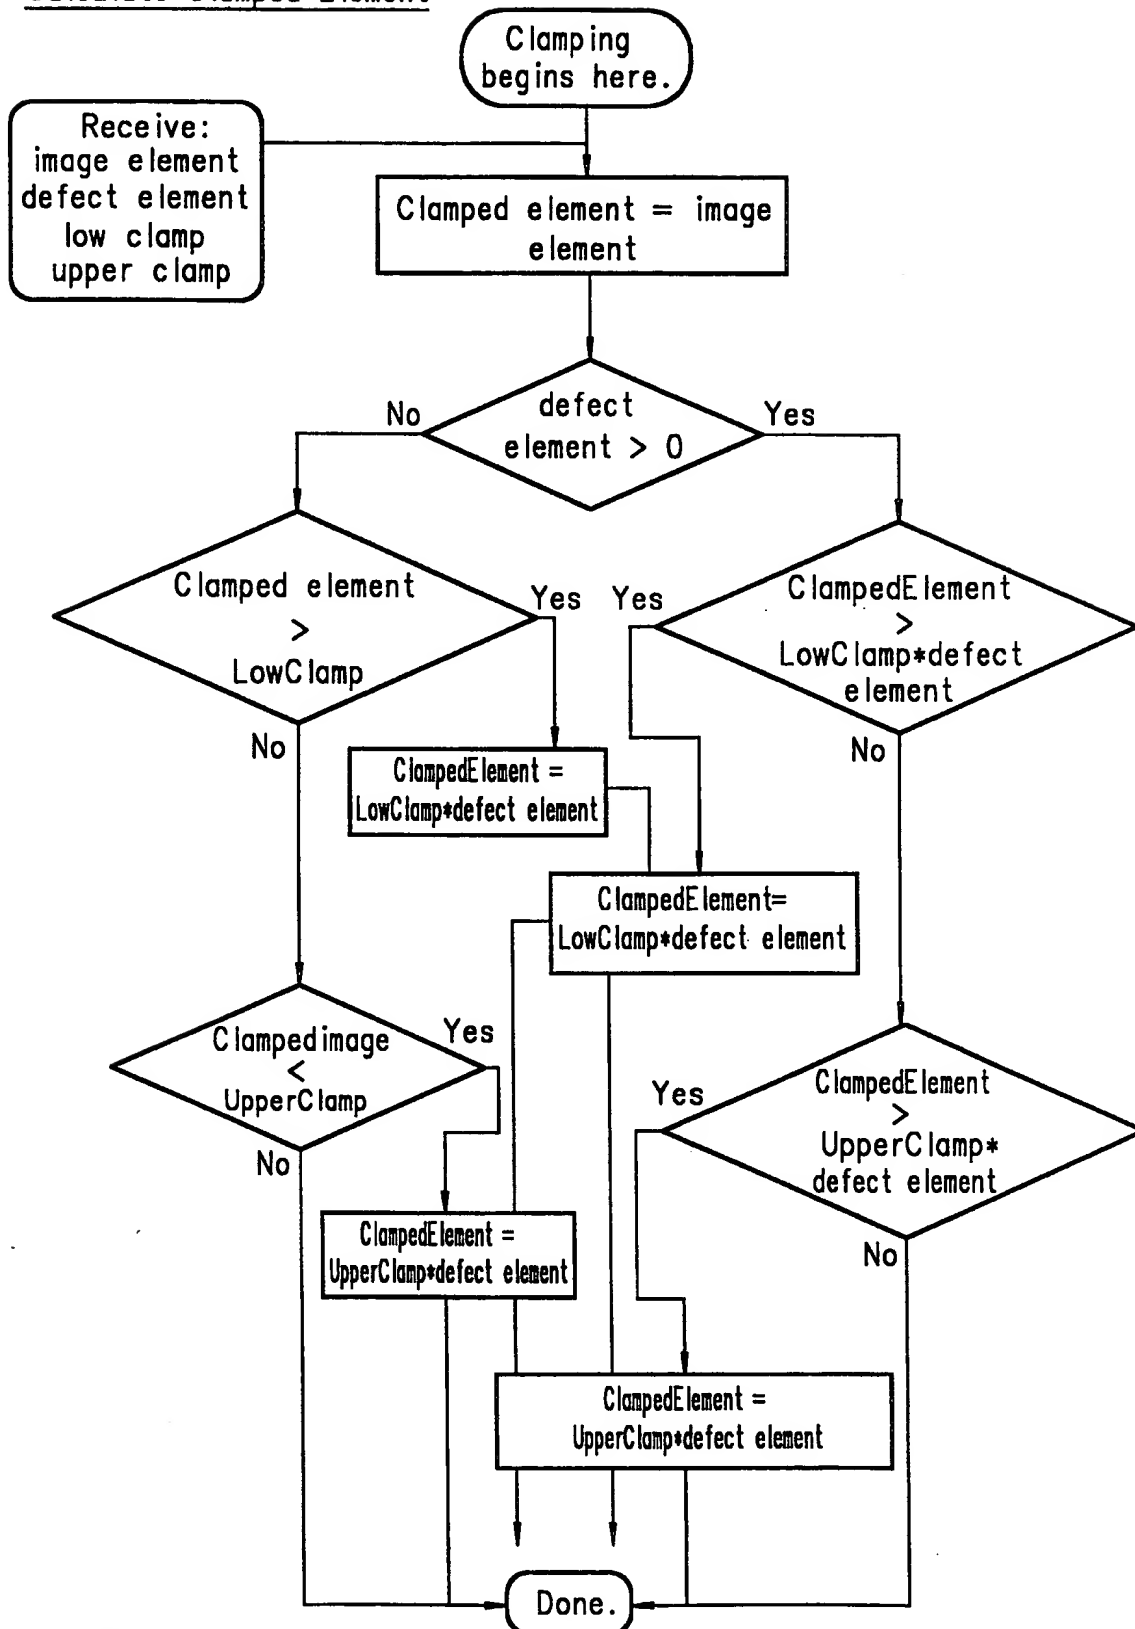 Clamping
begins here.
Receive:
image element
defect element
low clamp
upper clamp
Clamped element = image
element
defect
element > 0
No
Yes
Clamped element
>
LowClamp
Yes
No
Yes
ClampedElement
>
LowClamp*defect
element
No
ClampedElement =
LowClamp*defect element
ClampedElement=
LowClamp*defect element
Clampedimage
<
UpperClamp
Yes
No
Yes
ClampedElement
>
UpperClamp*
defect element
No
ClampedElement =
UpperClamp*defect element
ClampedElement =
UpperClamp*defect element
Done.